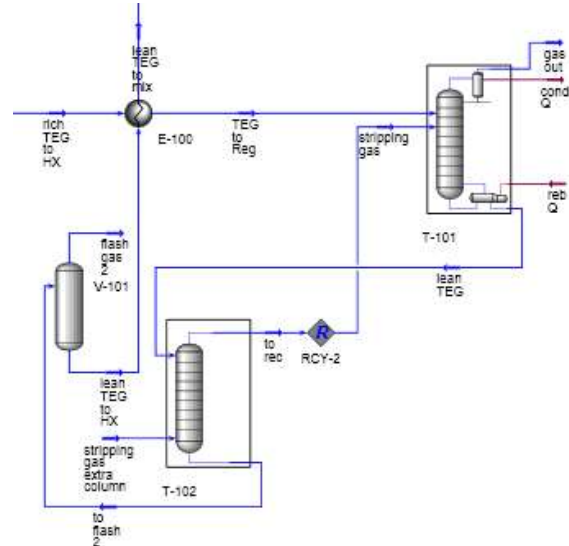 lean
TEG
to
mix
gas
out
cond
Q
rich
TEG
to
HX
E-100
TEG
to
Reg
stripping
gas
reb
Q
T-101
flash
gas
2
V-101
lean
TEG
to
rec
R
RCY-2
lean
TEG
to
HX
stripping
gas
extra
column
T-102
to
flash
2